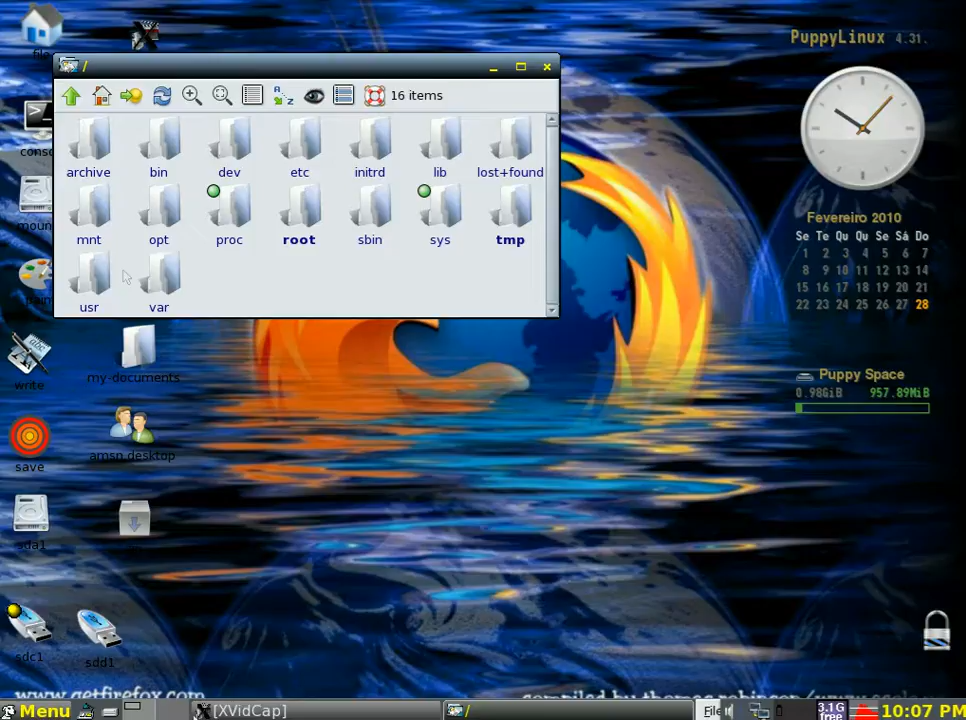 PuppyLinux 4.31.
file
/
16 items
archive bin dev etc initrd lib lost+found
mnt opt proc root sbin sys tmp
usr var
Fevereiro 2010
Se Te Qu Qu Se Sá Do
1 2 3 4 5 6 7
8 9 10 11 12 13 14
15 16 17 18 19 20 21
22 23 24 25 26 27 28
Puppy Space
0.98GiB 957.89MiB
write
my-documents
save
amsn.desktop
sda1
sdc1
sdd1
www.getfirefox.com
Menu
[XVidCap]
/
File
3.1G
free
10:07 PM